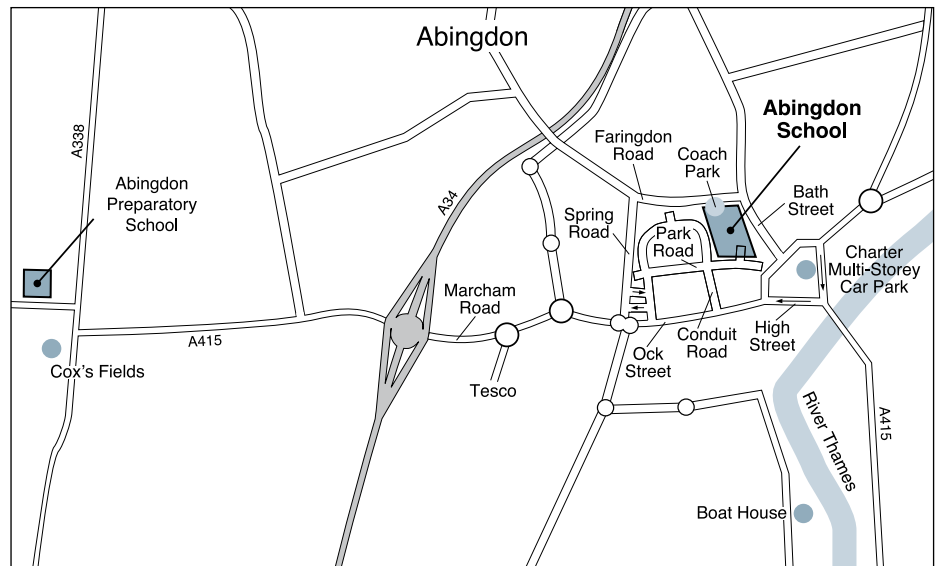 Abingdon
A338
Abingdon
Preparatory
School
A34
Faringdon
Road
Coach
Park
Abingdon
School
Bath
Street
Spring
Road
Park
Road
Charter
Multi-Storey
Car Park
Marcham
Road
A415
Cox's Fields
Tesco
Ock
Street
Conduit
Road
High
Street
River Thames
A415
Boat House